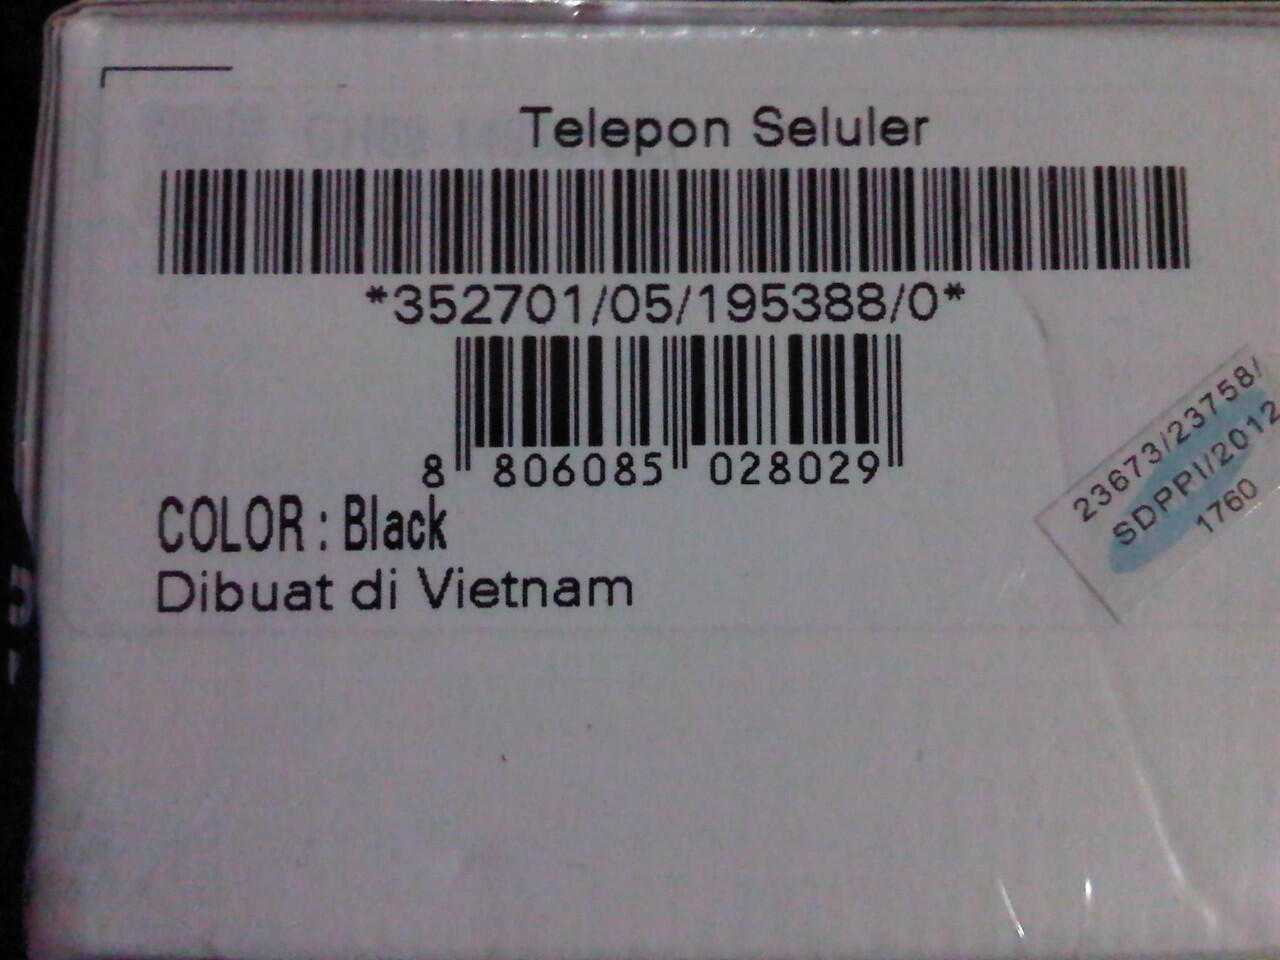 Telepon Seluler
*352701/05/195388/0*
8 806085 028029
COLOR : Black
Dibuat di Vietnam
23673/23758/
SDPPI/2012
1760